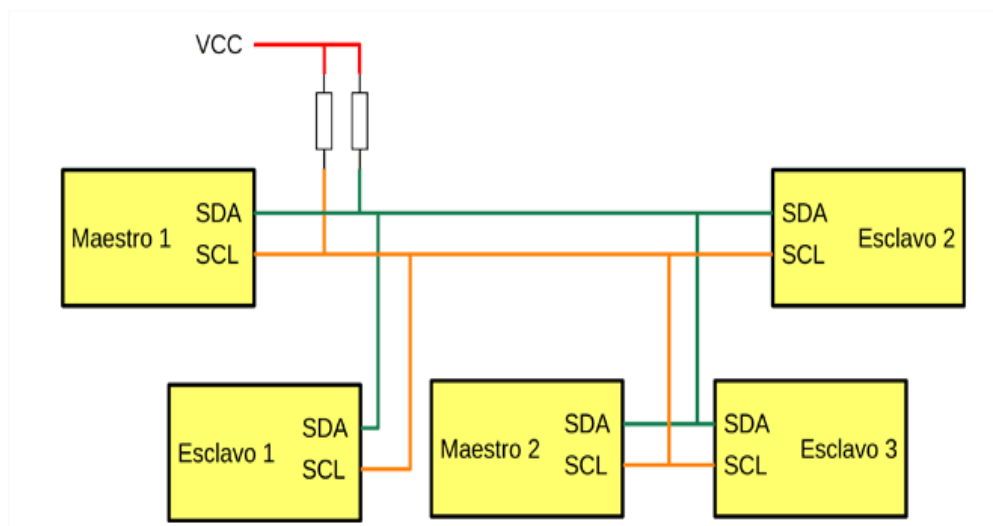 VCC
Maestro 1
SDA
SCL
SDA
SCL
Esclavo 2
Esclavo 1
SDA
SCL
Maestro 2
SDA
SCL
SDA
SCL
Esclavo 3